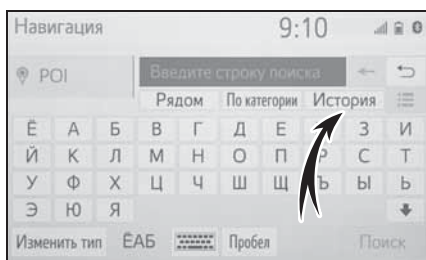 Навигация 9:10
POI Введите строку поиска
Рядом По категории История
Ё А Б В Г Д Е З И
Й К Л М Н О П Р С Т
У Ф Х Ц Ч Ш Щ Ъ Ы Ь
Э Ю Я
Изменить тип ЁАБ Пробел Поиск